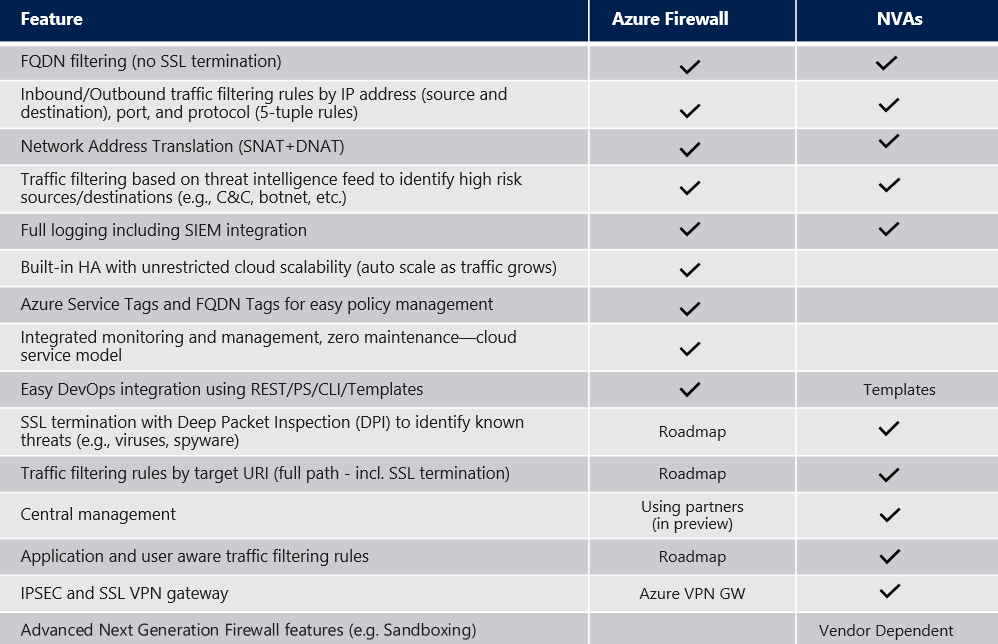 Feature Azure Firewall NVAs
FQDN filtering (no SSL termination)
Inbound/Outbound traffic filtering rules by IP address (source and
destination), port, and protocol (5-tuple rules)
Network Address Translation (SNAT+DNAT)
Traffic filtering based on threat intelligence feed to identify high risk
sources/destinations (e.g., C&C, botnet, etc.)
Full logging including SIEM integration
Built-in HA with unrestricted cloud scalability (auto scale as traffic grows)
Azure Service Tags and FQDN Tags for easy policy management
Integrated monitoring and management, zero maintenance—cloud
service model
Easy DevOps integration using REST/PS/CLI/Templates Templates
SSL termination with Deep Packet Inspection (DPI) to identify known
threats (e.g., viruses, spyware)
Roadmap
Traffic filtering rules by target URI (full path - incl. SSL termination) Roadmap
Central management
Using partners
(in preview)
Application and user aware traffic filtering rules Roadmap
IPSEC and SSL VPN gateway Azure VPN GW
Advanced Next Generation Firewall features (e.g. Sandboxing) Vendor Dependent